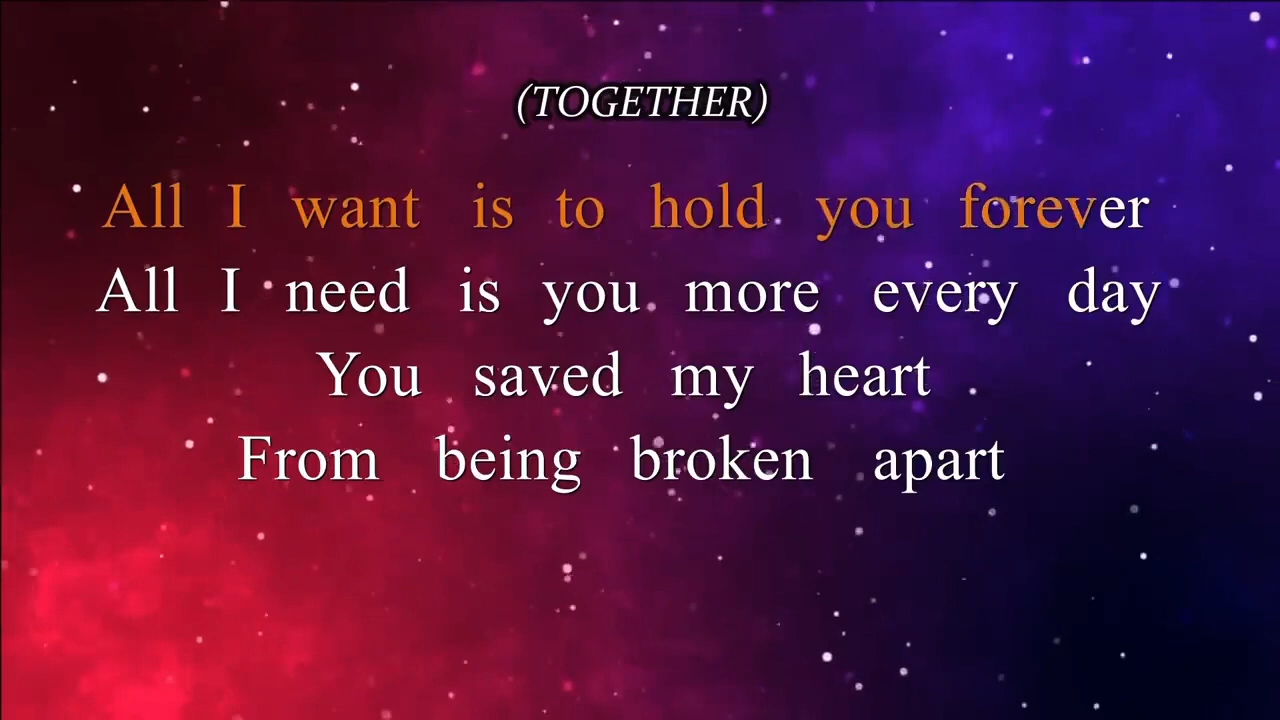 (TOGETHER)
All I want is to hold you forever
All I need is you more every day
You saved my heart
From being broken apart